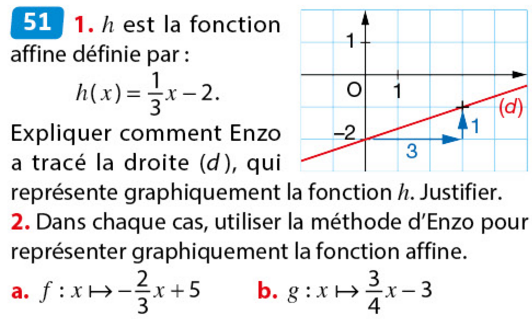 51 1. h est la fonction
affine définie par :
h(x) = \frac{1}{3}x − 2.
Expliquer comment Enzo
a tracé la droite (d), qui
représente graphiquement la fonction h. Justifier.
2. Dans chaque cas, utiliser la méthode d'Enzo pour
représenter graphiquement la fonction affine.
a. f : x ↦ −\frac{2}{3}x + 5 b. g : x ↦ \frac{3}{4}x − 3
1
O 1
(d)
−2
1
3